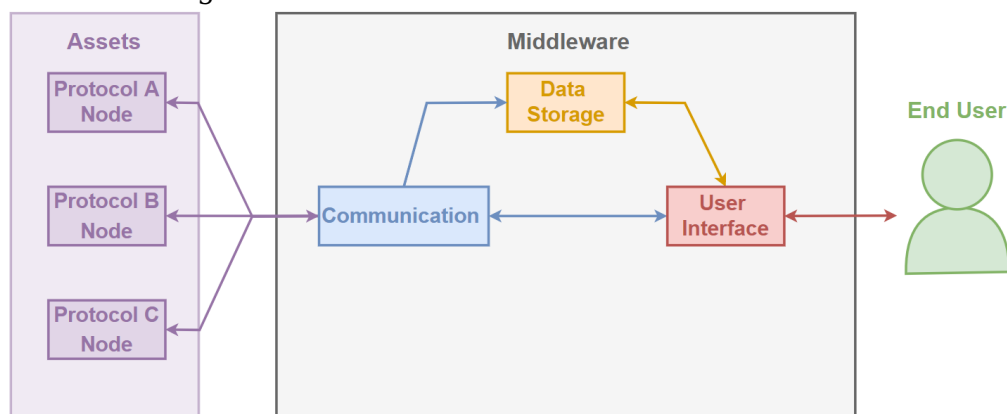 Assets
Middleware
Protocol A
Node
Data
Storage
End User
Protocol B
Node
Communication
User
Interface
Protocol C
Node